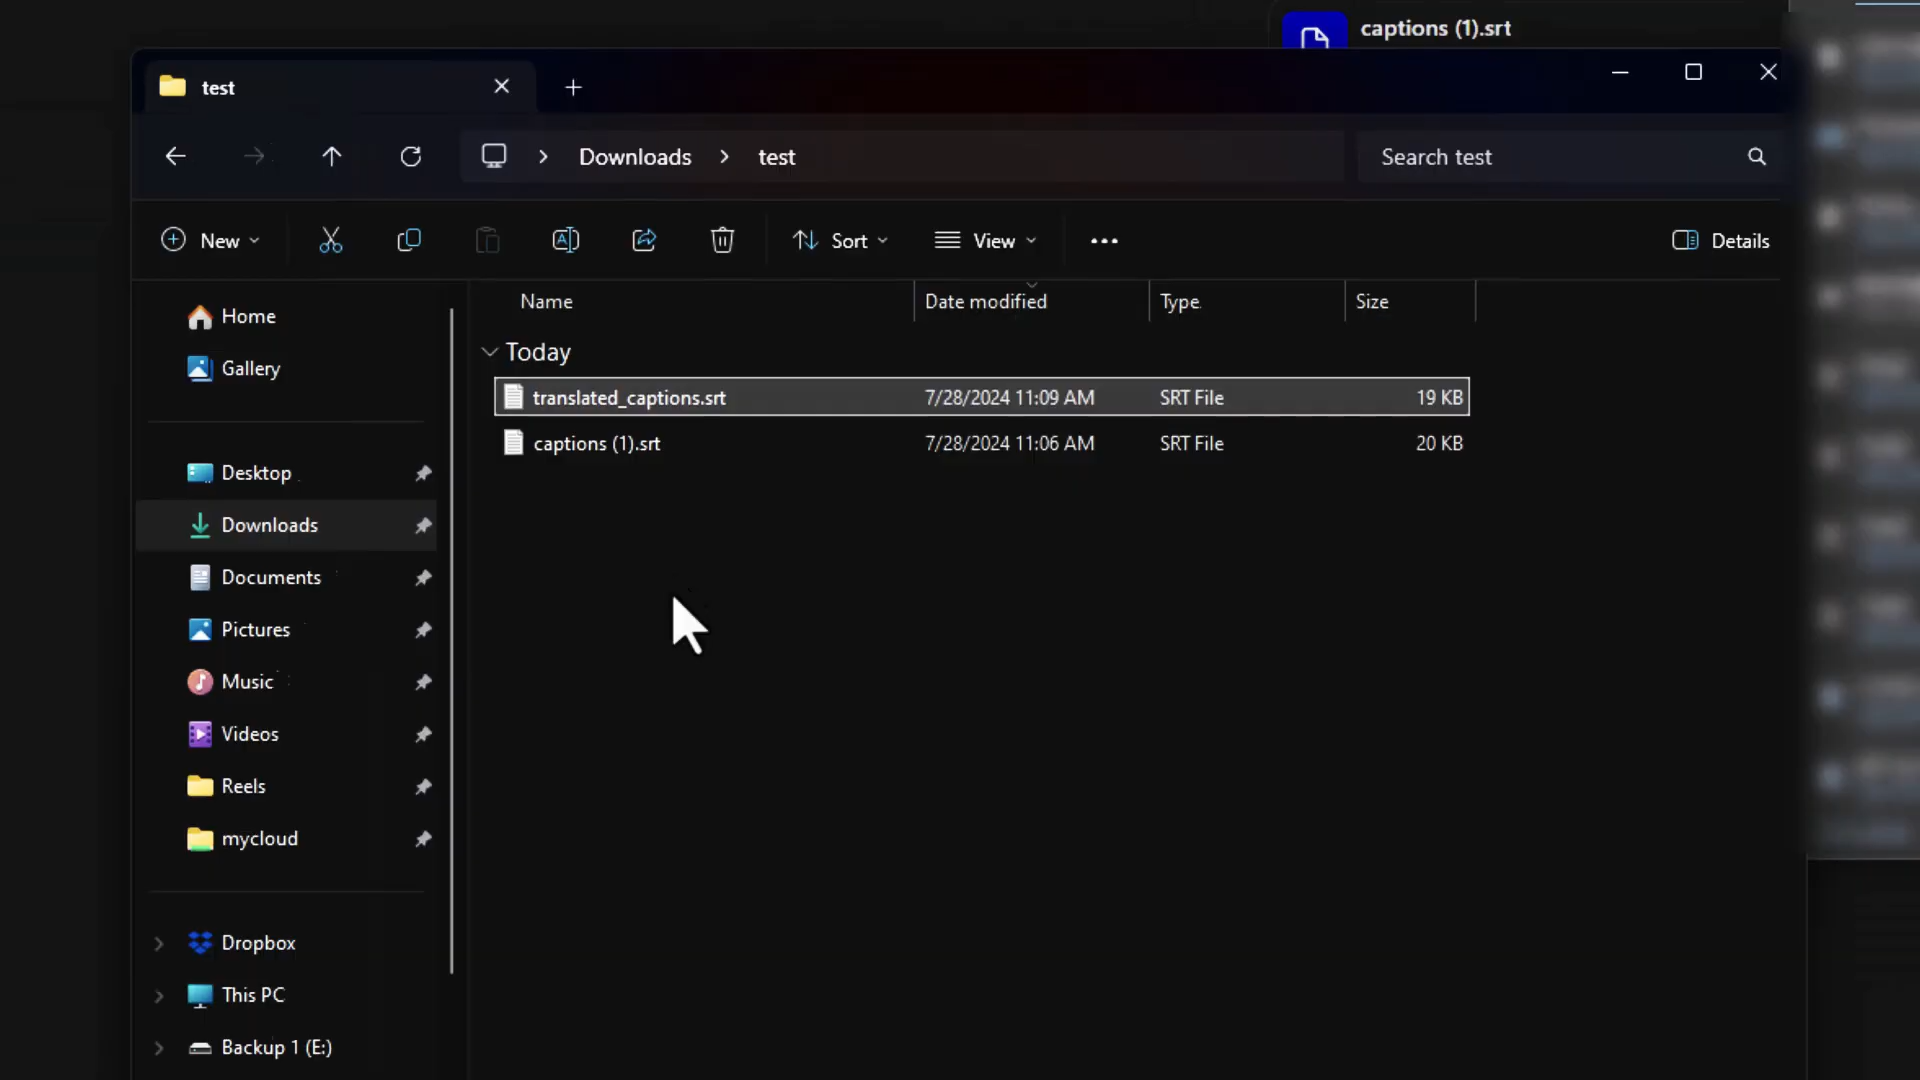 captions (1).srt
test
Downloads
test
Search test
New
Sort
View
Details
Name
Date modified
Type
Size
Today
translated_captions.srt
7/28/2024 11:09 AM
SRT File
19 KB
captions (1).srt
7/28/2024 11:06 AM
SRT File
20 KB
Home
Gallery
Desktop
Downloads
Documents
Pictures
Music
Videos
Reels
mycloud
Dropbox
This PC
Backup 1 (E:)